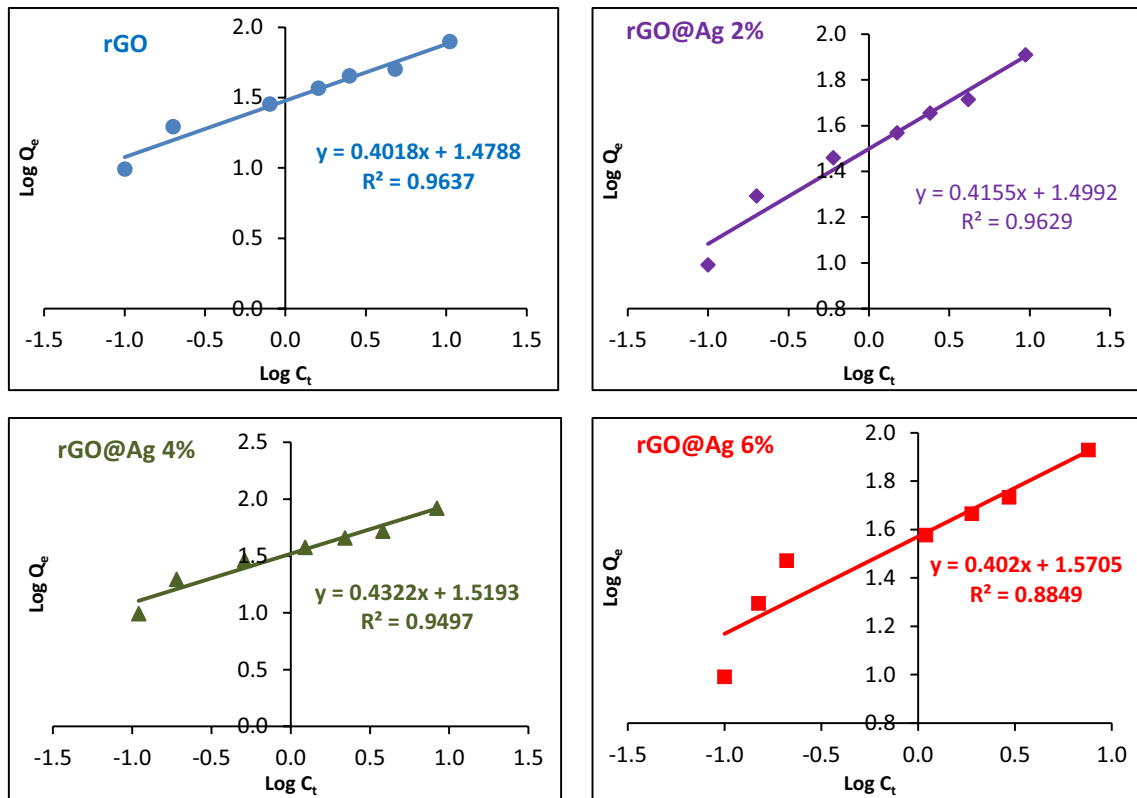 rGO
2.0
1.5
1.0
0.0
-1.5 -1.0 -0.5 0.0 0.5 1.0 1.5
Log Qe
Log Ct
y = 0.4018x + 1.4788
R² = 0.9637
rGO@Ag 2%
2.0
1.8
1.6
1.4
1.2
1.0
0.8
-1.5 -1.0 -0.5 0.0 0.5 1.0 1.5
Log Qe
Log Ct
y = 0.4155x + 1.4992
R² = 0.9629
rGO@Ag 4%
2.5
2.0
1.5
1.0
0.5
0.0
-1.5 -1.0 -0.5 0.0 0.5 1.0 1.5
Log Qe
Log Ct
y = 0.4322x + 1.5193
R² = 0.9497
rGO@Ag 6%
2.0
1.8
1.6
1.4
1.2
1.0
0.8
-1.5 -1.0 -0.5 0.0 0.5 1.0
Log Qe
Log Ct
y = 0.402x + 1.5705
R² = 0.8849